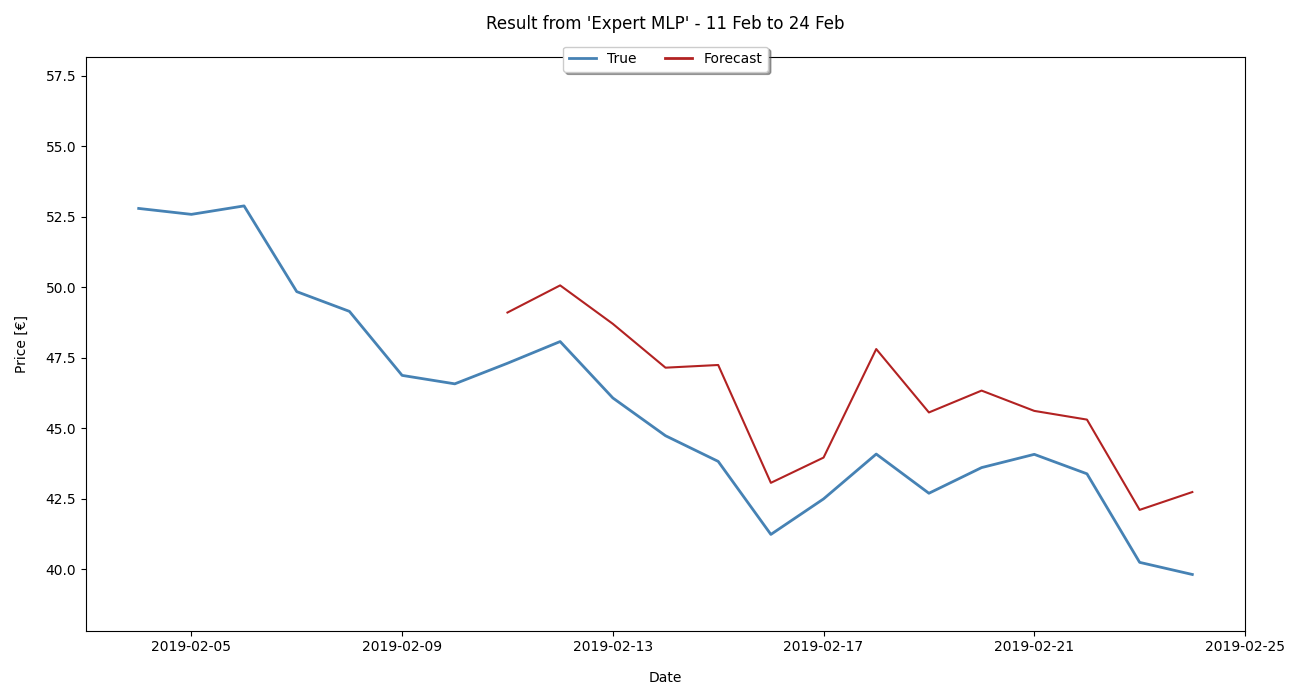 Result from 'Expert MLP' - 11 Feb to 24 Feb
True Forecast
57.5
55.0
52.5
50.0
47.5
45.0
42.5
40.0
Price [€]
2019-02-05 2019-02-09 2019-02-13 2019-02-17 2019-02-21 2019-02-25
Date